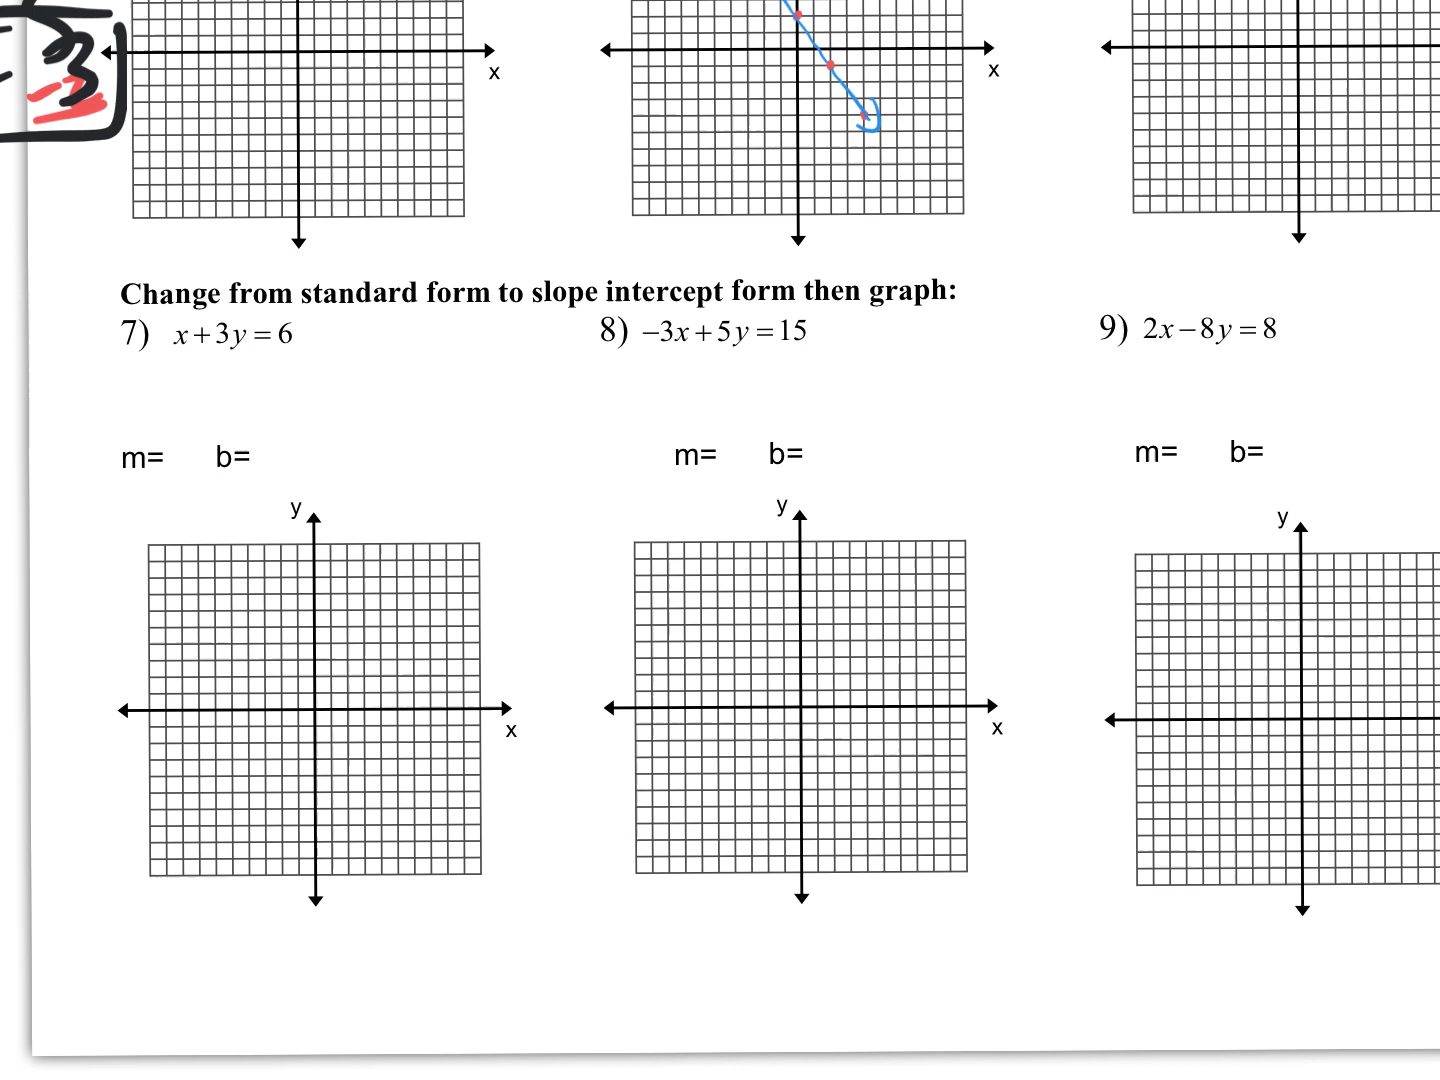 = 3
x
x
Change from standard form to slope intercept form then graph:
7) x+3y=6
8) −3x+5y=15
9) 2x−8y=8
m= b=
m= b=
m= b=
y
y
y
x
x